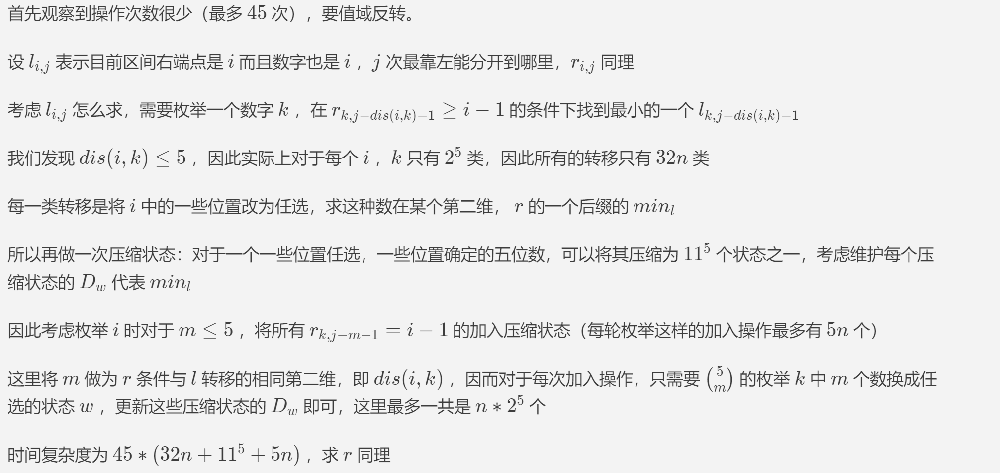 首先观察到操作次数很少（最多 45 次），要值域反转。
设 $l_{i,j}$ 表示目前区间右端点是 $i$ 而且数字也是 $i$，$j$ 次最靠左能分开到哪里，$r_{i,j}$ 同理
考虑 $l_{i,j}$ 怎么求，需要枚举一个数字 $k$，在 $r_{k,j-dis(i,k)-1} \geq i-1$ 的条件下找到最小的一个 $l_{k,j-dis(i,k)-1}$
我们发现 $dis(i,k) \leq 5$，因此实际上对于每个 $i$，$k$ 只有 $2^5$ 类，因此所有的转移只有 $32n$ 类
每一类转移是将 $i$ 中的一些位置改为任选，求这种数在某个第二维，$r$ 的一个后缀的 $min_l$
所以再做一次压缩状态：对于一个一些位置任选，一些位置确定的五位数，可以将其压缩为 $11^5$ 个状态之一，考虑维护每个压
缩状态的 $D_w$ 代表 $min_l$
因此考虑枚举 $i$ 时对于 $m \leq 5$，将所有 $r_{k,j-m-1} = i-1$ 的加入压缩状态（每轮枚举这样的加入操作最多有 $5n$ 个）
这里将 $m$ 做为 $r$ 条件与 $l$ 转移的相同第二维，即 $dis(i,k)$，因而对于每次加入操作，只需要 $\binom{5}{m}$ 的枚举 $k$ 中 $m$ 个数换成任
选的状态 $w$，更新这些压缩状态的 $D_w$ 即可，这里最多一共是 $n * 2^5$ 个
时间复杂度为 $45 * (32n + 11^5 + 5n)$，求 $r$ 同理